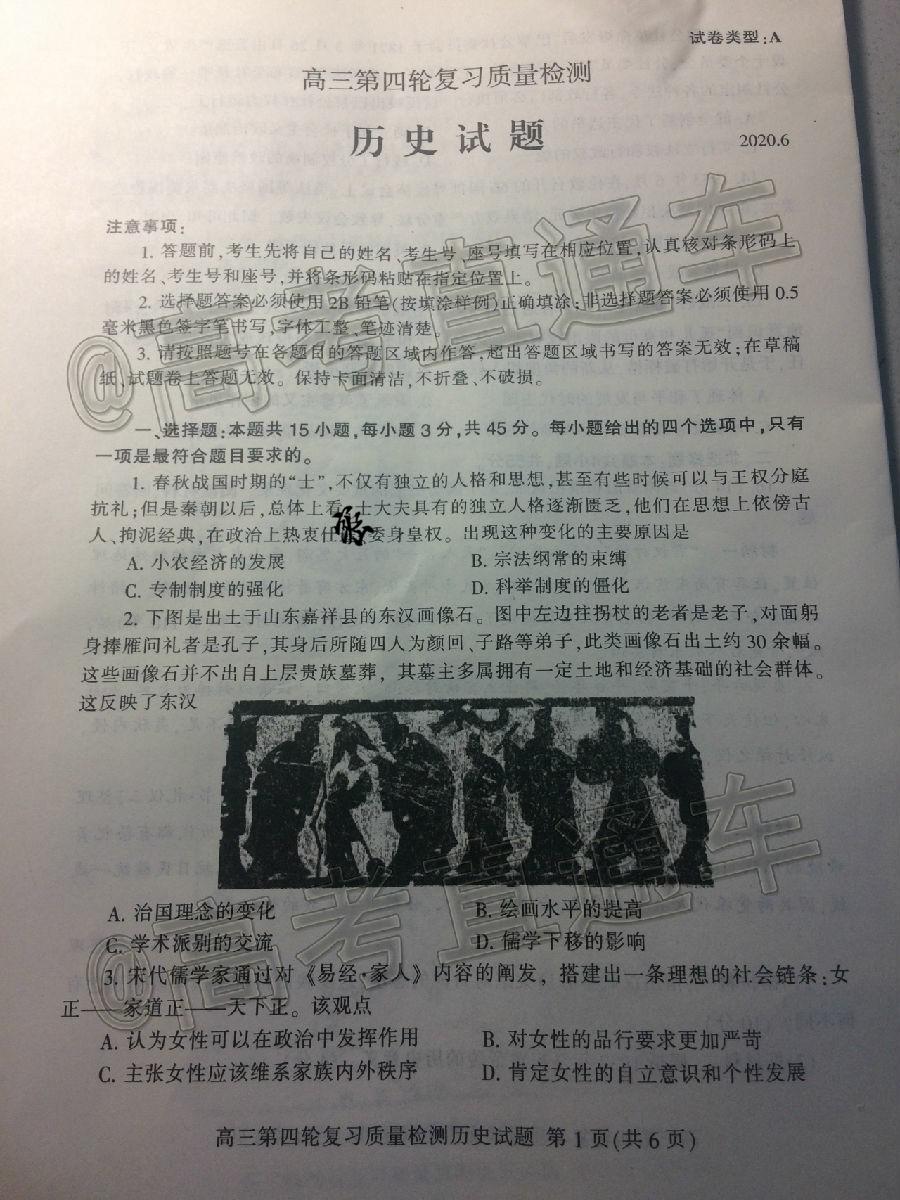 试卷类型：A
高三第四轮复习质量检测
历史试题
2020.6
注意事项：
1. 答题前，考生先将自己的姓名、考生号、座号填写在相应位置，认真核对条形码上
的姓名、考生号和座号，并将条形码粘贴在指定位置上。
2. 选择题答案必须使用2B铅笔（按填涂样例）正确填涂；非选择题答案必须使用0.5
毫米黑色签字笔书写，字体工整、笔迹清楚。
3. 请按照题号在各题目的答题区域内作答，超出答题区域书写的答案无效；在草稿
纸、试题卷上答题无效。保持卡面清洁，不折叠、不破损。
一、选择题：本题共15小题，每小题3分，共45分。每小题给出的四个选项中，只有
一项是最符合题目要求的。
1. 春秋战国时期的“士”，不仅有独立的人格和思想，甚至有些时候可以与王权分庭
抗礼；但是秦朝以后，总体上看，士大夫具有的独立人格逐渐匮乏，他们在思想上依傍古
人、拘泥经典，在政治上热衷仕 委身皇权。出现这种变化的主要原因是
A. 小农经济的发展 B. 宗法纲常的束缚
C. 专制制度的强化 D. 科举制度的僵化
2. 下图是出土于山东嘉祥县的东汉画像石。图中左边拄拐杖的老者是老子，对面躬
身捧雁问礼者是孔子，其身后所随四人为颜回、子路等弟子，此类画像石出土约30余幅。
这些画像石并不出自上层贵族墓葬，其墓主多属拥有一定土地和经济基础的社会群体。
这反映了东汉
A. 治国理念的变化 B. 绘画水平的提高
C. 学术派别的交流 D. 儒学下移的影响
3. 宋代儒学家通过对《易经·家人》内容的阐发，搭建出一条理想的社会链条：女
正——家道正——天下正。该观点
A. 认为女性可以在政治中发挥作用 B. 对女性的品行要求更加严苛
C. 主张女性应该维系家族内外秩序 D. 肯定女性的自立意识和个性发展
高三第四轮复习质量检测历史试题 第1页（共6页）
@高考直通车
@高考直通车